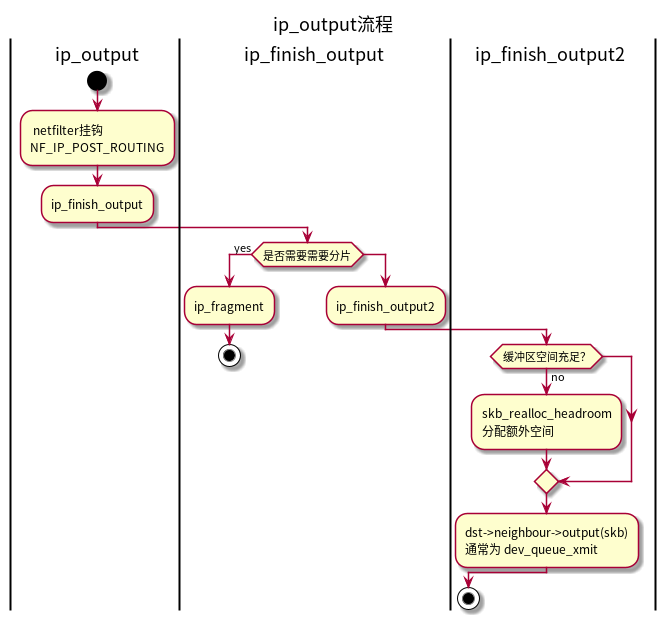 ip_output流程
ip_output
ip_finish_output
ip_finish_output2
netfilter挂钩
NF_IP_POST_ROUTING
ip_finish_output
是否需要需要分片
yes
ip_fragment
ip_finish_output2
缓冲区空间充足?
no
skb_realloc_headroom
分配额外空间
dst->neighbour->output(skb)
通常为 dev_queue_xmit